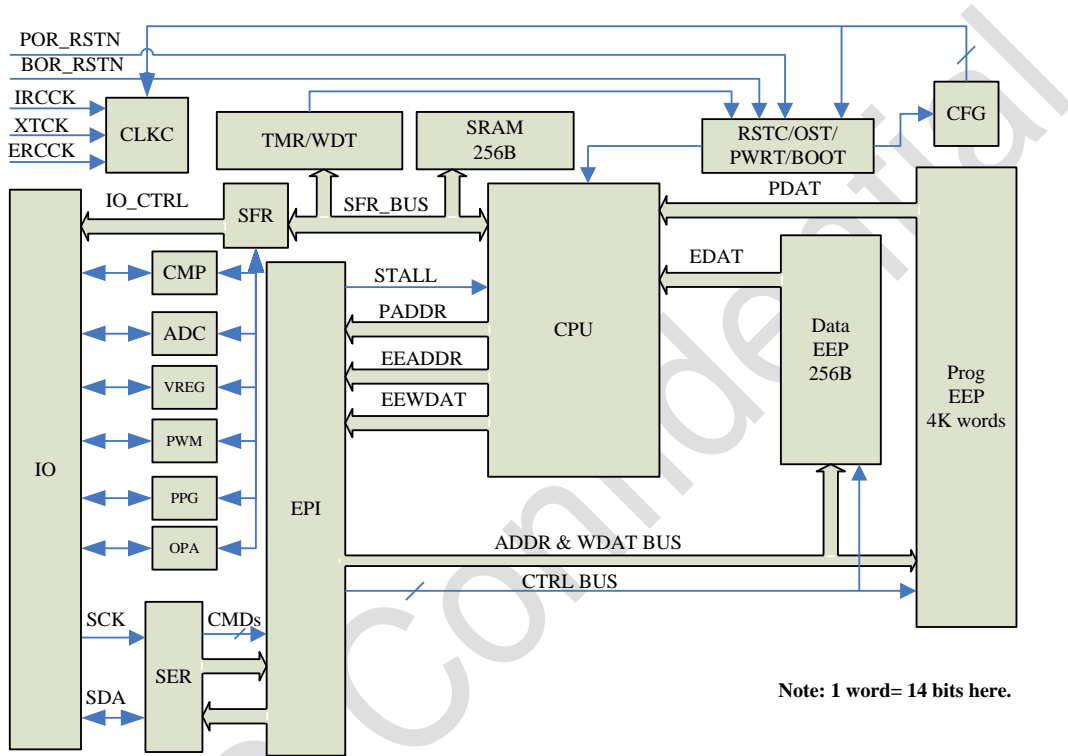 POR_RSTN
BOR_RSTN
IRCCK
XTCK
ERCCK
CLKC
TMR/WDT
SRAM
256B
RSTC/OST/
PWRT/BOOT
CFG
IO_CTRL
SFR
SFR_BUS
PDAT
CMP
STALL
EDAT
ADC
PADDR
CPU
Data
EEP
256B
VREG
EEADDR
Prog
EEP
4K words
PWM
EEWDAT
IO
PPG
EPI
OPA
ADDR & WDAT BUS
CTRL BUS
SCK
CMDs
SER
SDA
Note: 1 word= 14 bits here.
Confidential